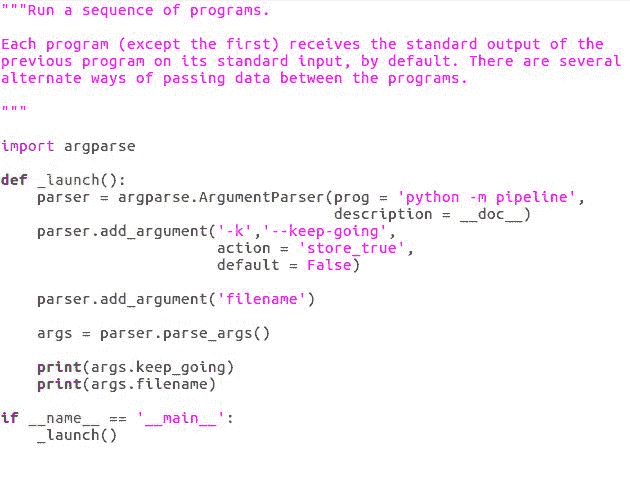 """Run a sequence of programs.

Each program (except the first) receives the standard output of the
previous program on its standard input, by default. There are several
alternate ways of passing data between the programs.

"""

import argparse

def _launch():
    parser = argparse.ArgumentParser(prog = 'python -m pipeline',
                                     description = __doc__)
    parser.add_argument('-k','--keep-going',
                        action = 'store_true',
                        default = False)

    parser.add_argument('filename')

    args = parser.parse_args()

    print(args.keep_going)
    print(args.filename)

if __name__ == '__main__':
    _launch()